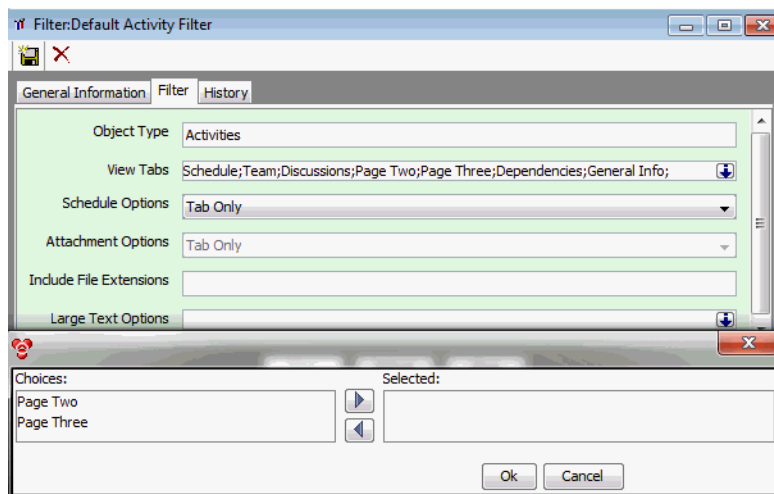 Filter:Default Activity Filter
General Information Filter History
Object Type Activities
View Tabs Schedule;Team;Discussions;Page Two;Page Three;Dependencies;General Info;
Schedule Options Tab Only
Attachment Options Tab Only
Include File Extensions
Large Text Options
Choices: Selected:
Page Two
Page Three
Ok Cancel